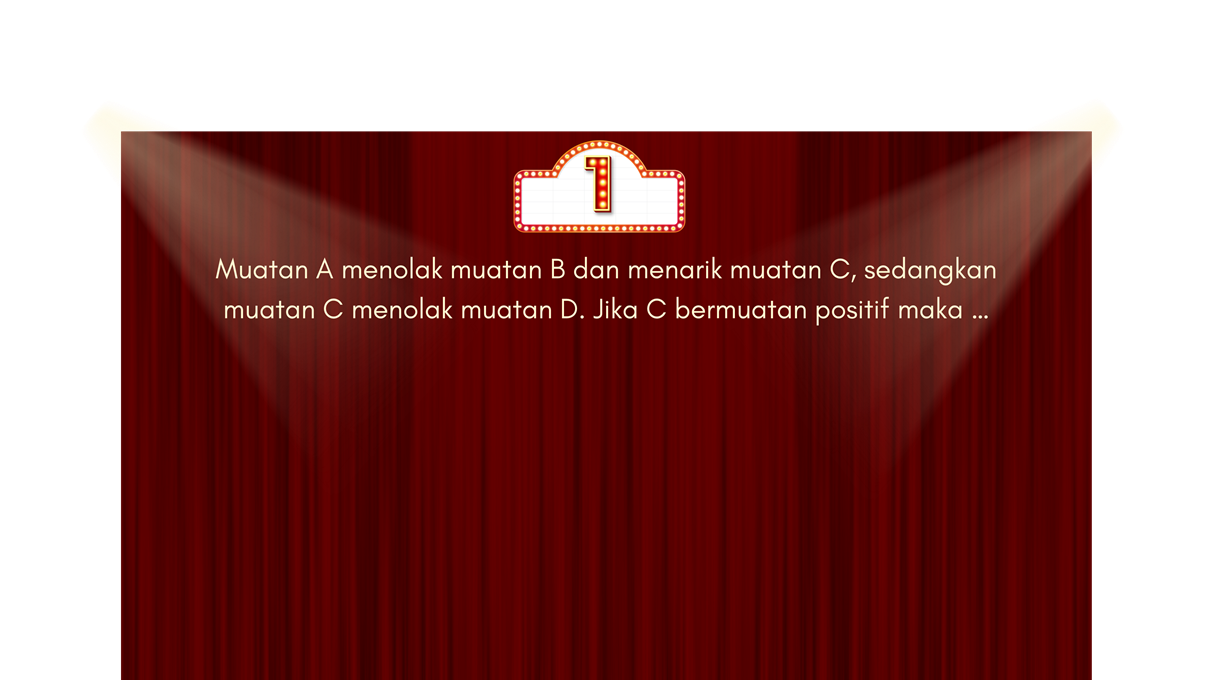 1
Muatan A menolak muatan B dan menarik muatan C, sedangkan
muatan C menolak muatan D. Jika C bermuatan positif maka ...